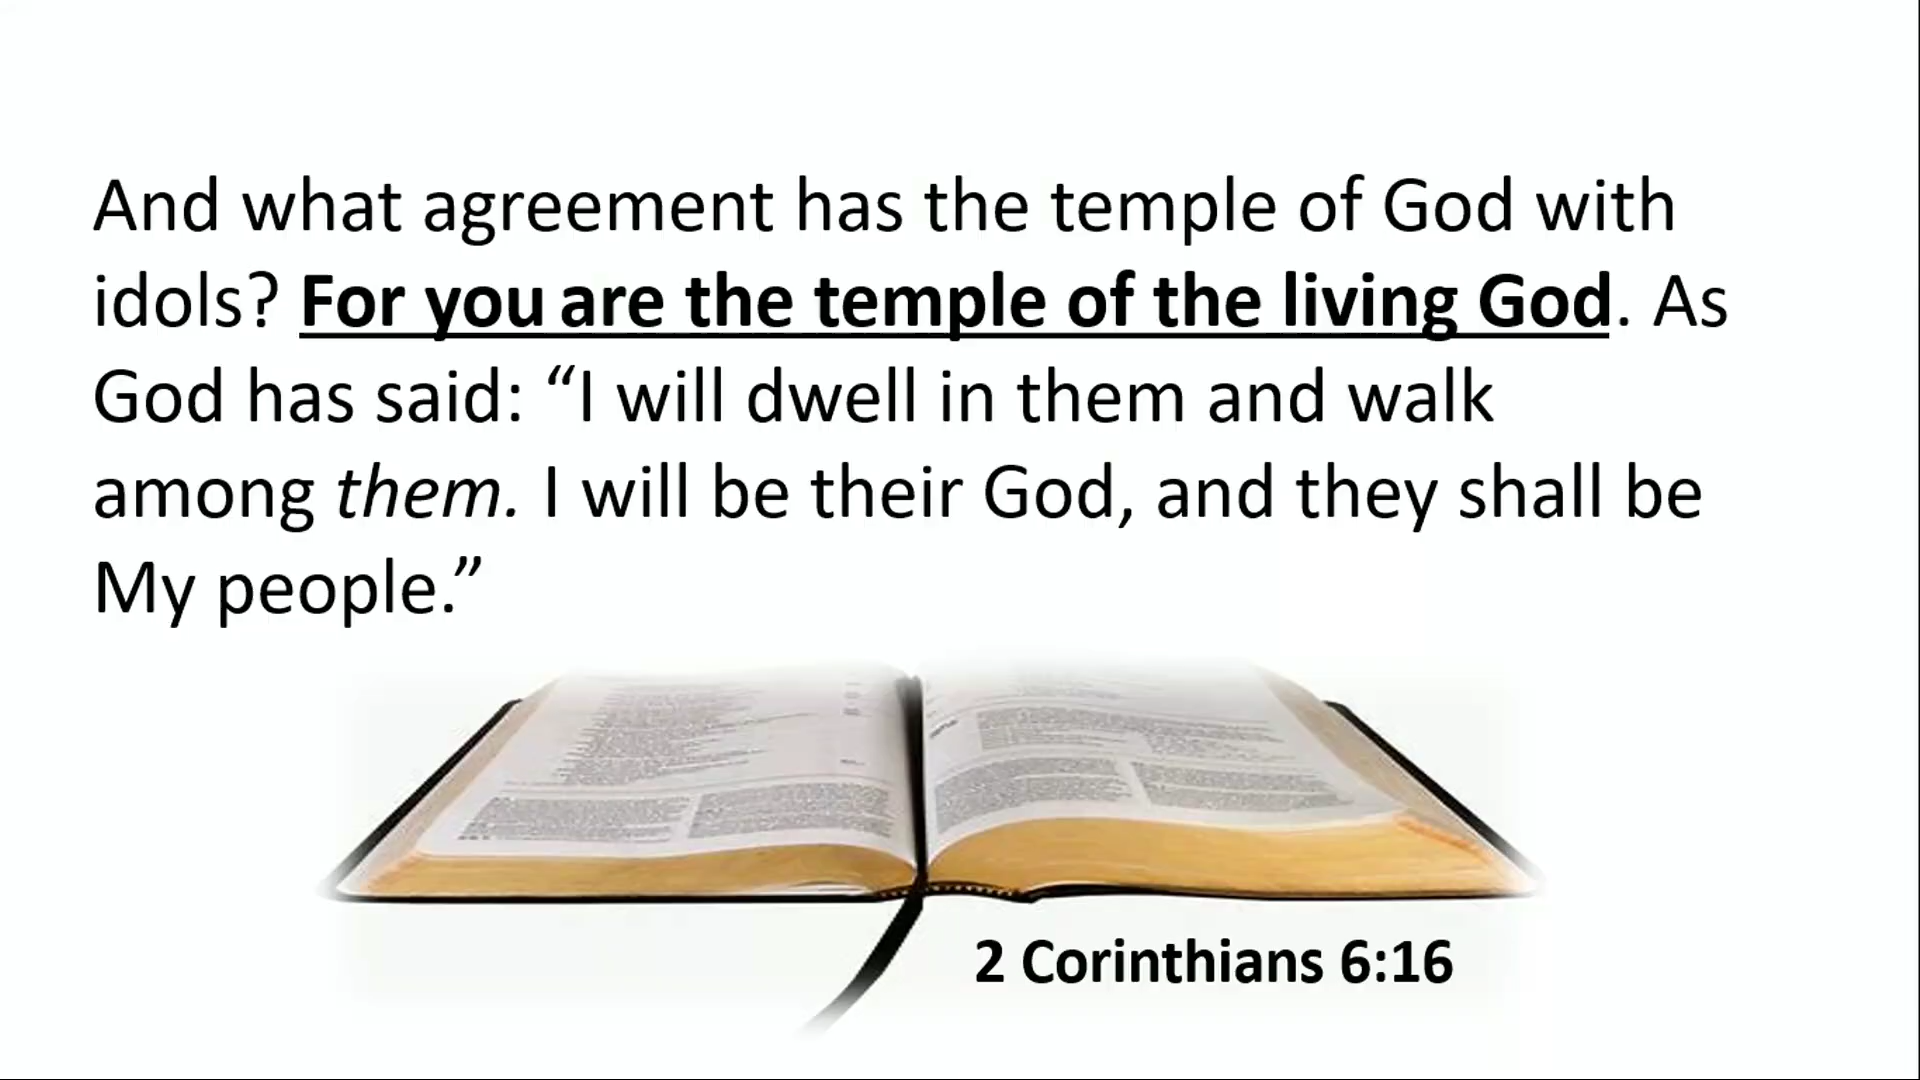 And what agreement has the temple of God with
idols? For you are the temple of the living God. As
God has said: “I will dwell in them and walk
among them. I will be their God, and they shall be
My people.”
2 Corinthians 6:16